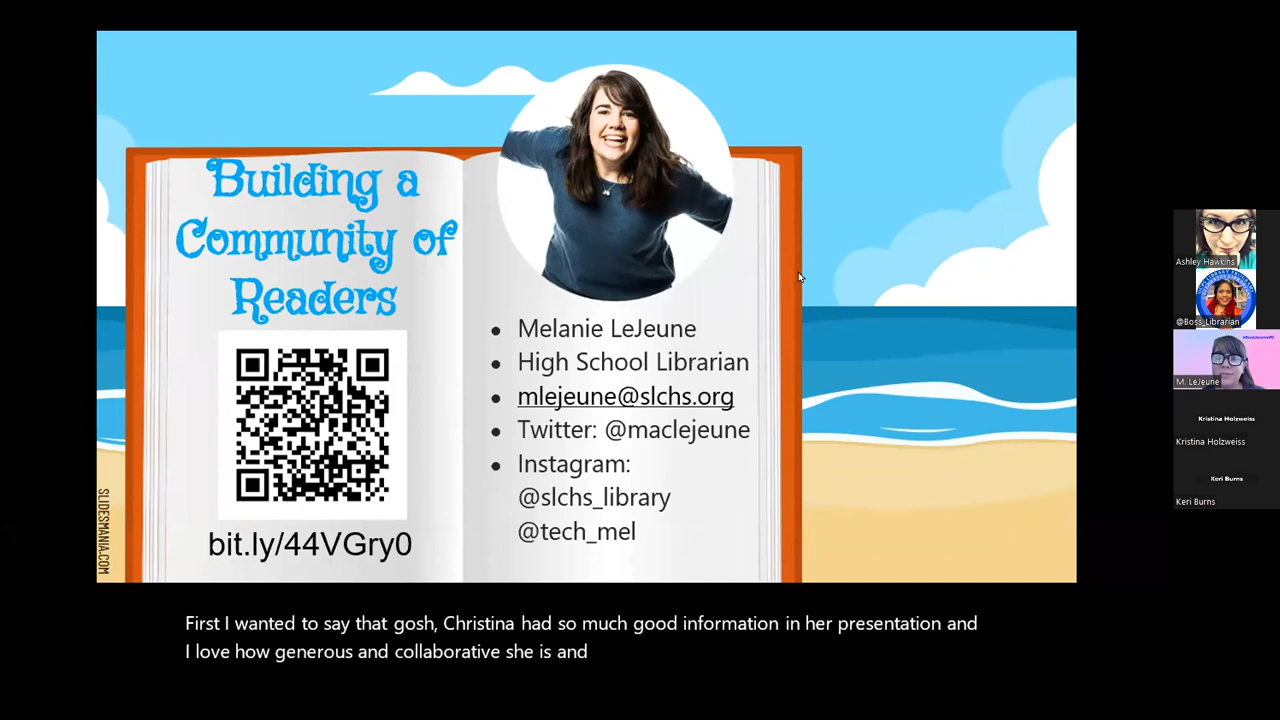 Building a
Community of
Readers
bit.ly/44VGry0
SLIDESMANIA.COM
• Melanie LeJeune
• High School Librarian
• mlejeune@slchs.org
• Twitter: @maclejeune
• Instagram:
@slchs_library
@tech_mel
Ashley Hawkins
@Boss_Librarian
M. LeJeune
Kristina Holzweiss
Kristina Holzweiss
Keri Burns
Keri Burns
First I wanted to say that gosh, Christina had so much good information in her presentation and
I love how generous and collaborative she is and